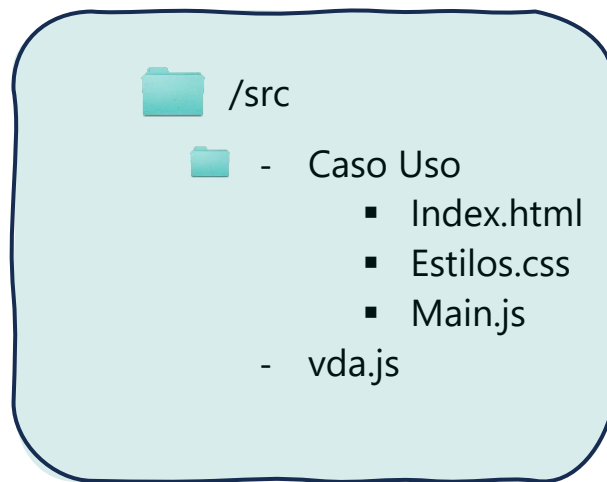 /src
- Caso Uso
▪ Index.html
▪ Estilos.css
▪ Main.js
- vda.js